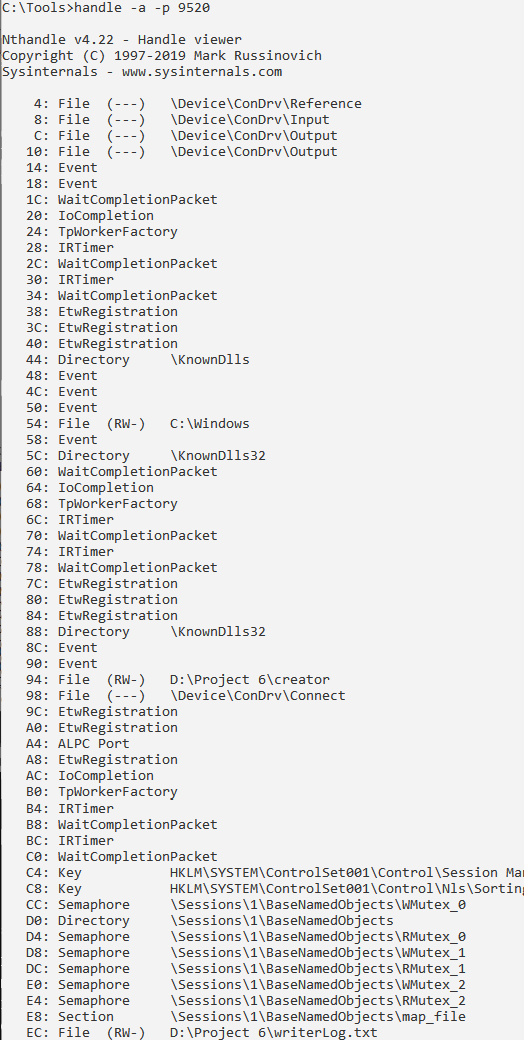 C:\Tools>handle -a -p 9520
Nthandle v4.22 - Handle viewer
Copyright (C) 1997-2019 Mark Russinovich
Sysinternals - www.sysinternals.com
4: File (---) \Device\ConDrv\Reference
8: File (---) \Device\ConDrv\Input
C: File (---) \Device\ConDrv\Output
10: File (---) \Device\ConDrv\Output
14: Event
18: Event
1C: WaitCompletionPacket
20: IoCompletion
24: TpWorkerFactory
28: IRTimer
2C: WaitCompletionPacket
30: IRTimer
34: WaitCompletionPacket
38: EtwRegistration
3C: EtwRegistration
40: EtwRegistration
44: Directory \KnownDlls
48: Event
4C: Event
50: Event
54: File (RW-) C:\Windows
58: Event
5C: Directory \KnownDlls32
60: WaitCompletionPacket
64: IoCompletion
68: TpWorkerFactory
6C: IRTimer
70: WaitCompletionPacket
74: IRTimer
78: WaitCompletionPacket
7C: EtwRegistration
80: EtwRegistration
84: EtwRegistration
88: Directory \KnownDlls32
8C: Event
90: Event
94: File (RW-) D:\Project 6\creator
98: File (---) \Device\ConDrv\Connect
9C: EtwRegistration
A0: EtwRegistration
A4: ALPC Port
A8: EtwRegistration
AC: IoCompletion
B0: TpWorkerFactory
B4: IRTimer
B8: WaitCompletionPacket
BC: IRTimer
C0: WaitCompletionPacket
C4: Key HKLM\SYSTEM\ControlSet001\Control\Session Mar
C8: Key HKLM\SYSTEM\ControlSet001\Control\Nls\Sorting
CC: Semaphore \Sessions\1\BaseNamedObjects\WMutex_0
D0: Directory \Sessions\1\BaseNamedObjects
D4: Semaphore \Sessions\1\BaseNamedObjects\RMutex_0
D8: Semaphore \Sessions\1\BaseNamedObjects\WMutex_1
DC: Semaphore \Sessions\1\BaseNamedObjects\RMutex_1
E0: Semaphore \Sessions\1\BaseNamedObjects\WMutex_2
E4: Semaphore \Sessions\1\BaseNamedObjects\RMutex_2
E8: Section \Sessions\1\BaseNamedObjects\map_file
EC: File (RW-) D:\Project 6\writerLog.txt